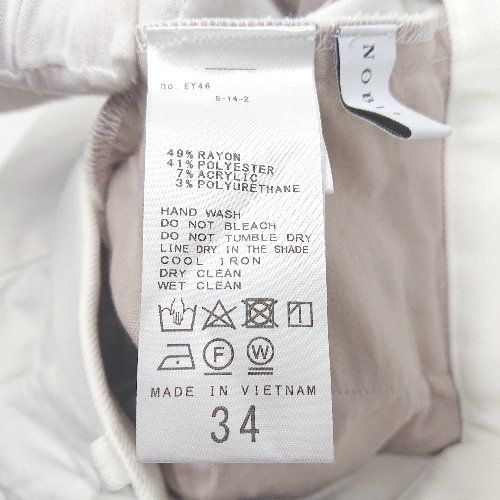 no. EY46
6-14-2
49% RAYON
41% POLYESTER
7% ACRYLIC
3% POLYURETHANE
HAND WASH
DO NOT BLEACH
DO NOT TUMBLE DRY
LINE DRY IN THE SHADE
COOL IRON
DRY CLEAN
WET CLEAN
F W
MADE IN VIETNAM
34